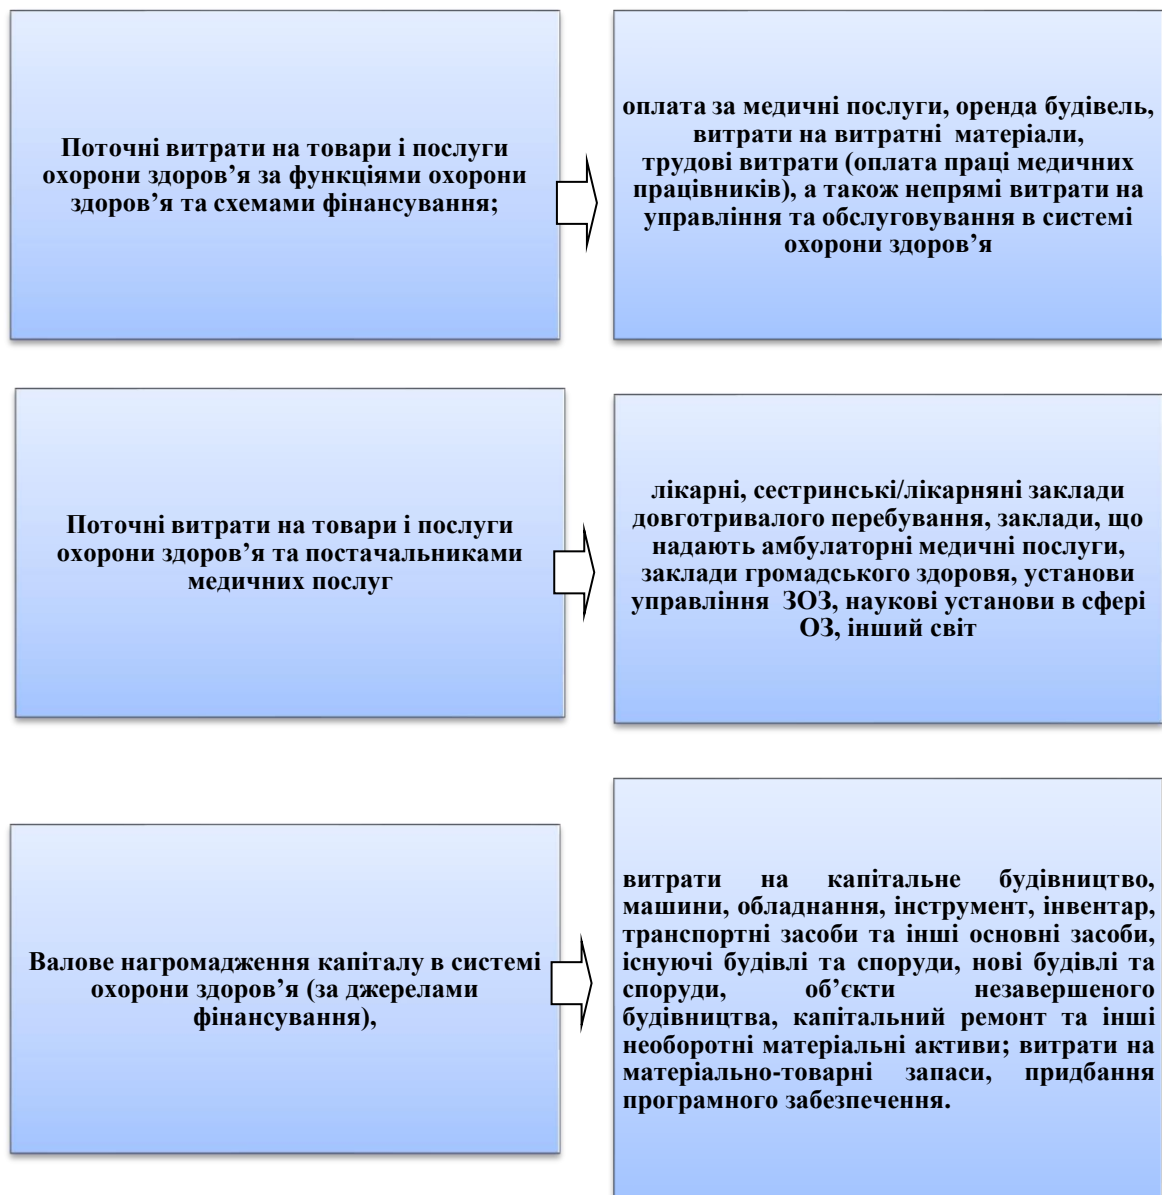 Поточні витрати на товари і послуги
охорони здоров’я за функціями охорони
здоров’я та схемами фінансування;
оплата за медичні послуги, оренда будівель,
витрати на витратні матеріали,
трудові витрати (оплата праці медичних
працівників), а також непрямі витрати на
управління та обслуговування в системі
охорони здоров’я
Поточні витрати на товари і послуги
охорони здоров’я та постачальниками
медичних послуг
лікарні, сестринські/лікарняні заклади
довготривалого перебування, заклади, що
надають амбулаторні медичні послуги,
заклади громадського здоровя, установи
управління ЗОЗ, наукові установи в сфері
ОЗ, інший світ
Валове нагромадження капіталу в системі
охорони здоров’я (за джерелами
фінансування),
витрати на капітальне будівництво,
машини, обладнання, інструмент, інвентар,
транспортні засоби та інші основні засоби,
існуючі будівлі та споруди, нові будівлі та
споруди, об’єкти незавершеного
будівництва, капітальний ремонт та інші
необоротні матеріальні активи; витрати на
матеріально-товарні запаси, придбання
програмного забезпечення.